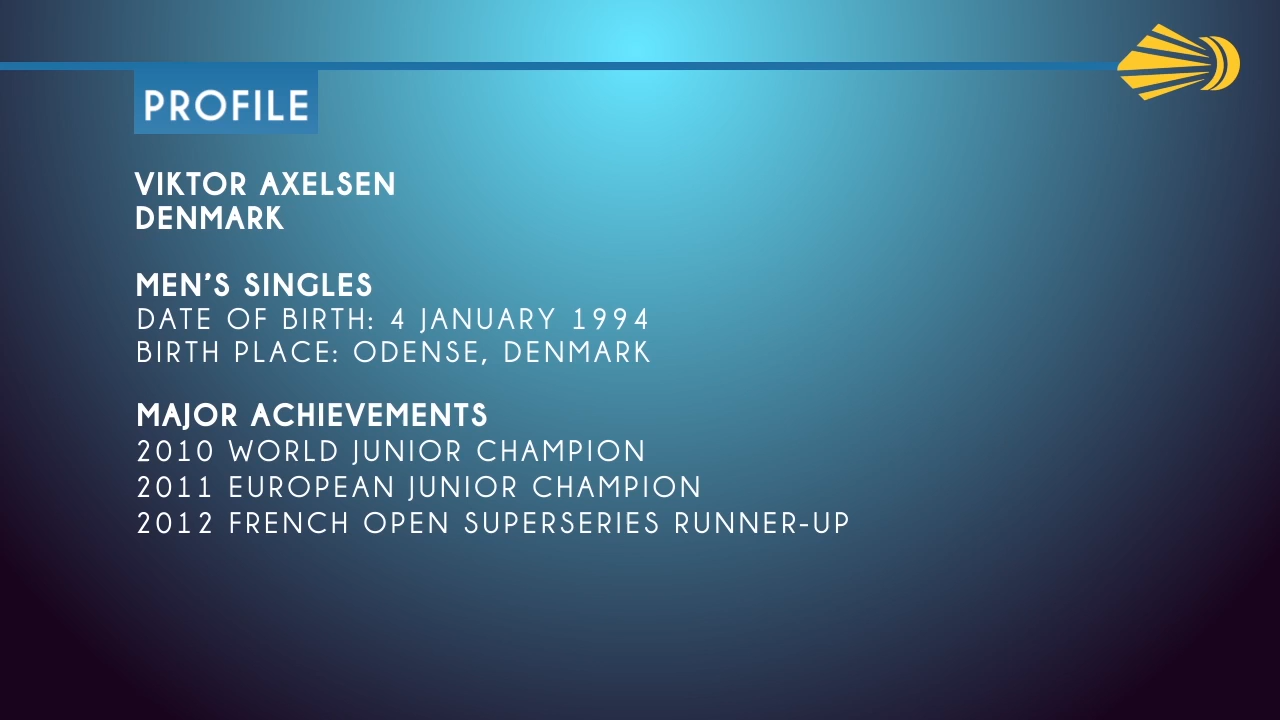 PROFILE
VIKTOR AXELSEN
DENMARK
MEN'S SINGLES
DATE OF BIRTH: 4 JANUARY 1994
BIRTH PLACE: ODENSE, DENMARK
MAJOR ACHIEVEMENTS
2010 WORLD JUNIOR CHAMPION
2011 EUROPEAN JUNIOR CHAMPION
2012 FRENCH OPEN SUPERSERIES RUNNER-UP